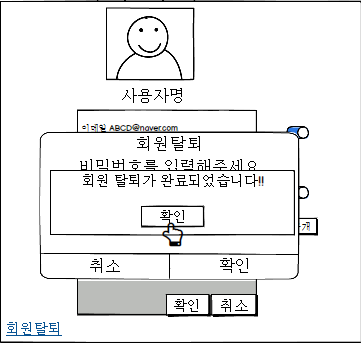 사용자명
이메일 ABCD@naver.com
회원탈퇴
비밀번호를 입력해주세요
회원 탈퇴가 완료되었습니다!!
확인
개
취소 확인
확인 취소
회원탈퇴